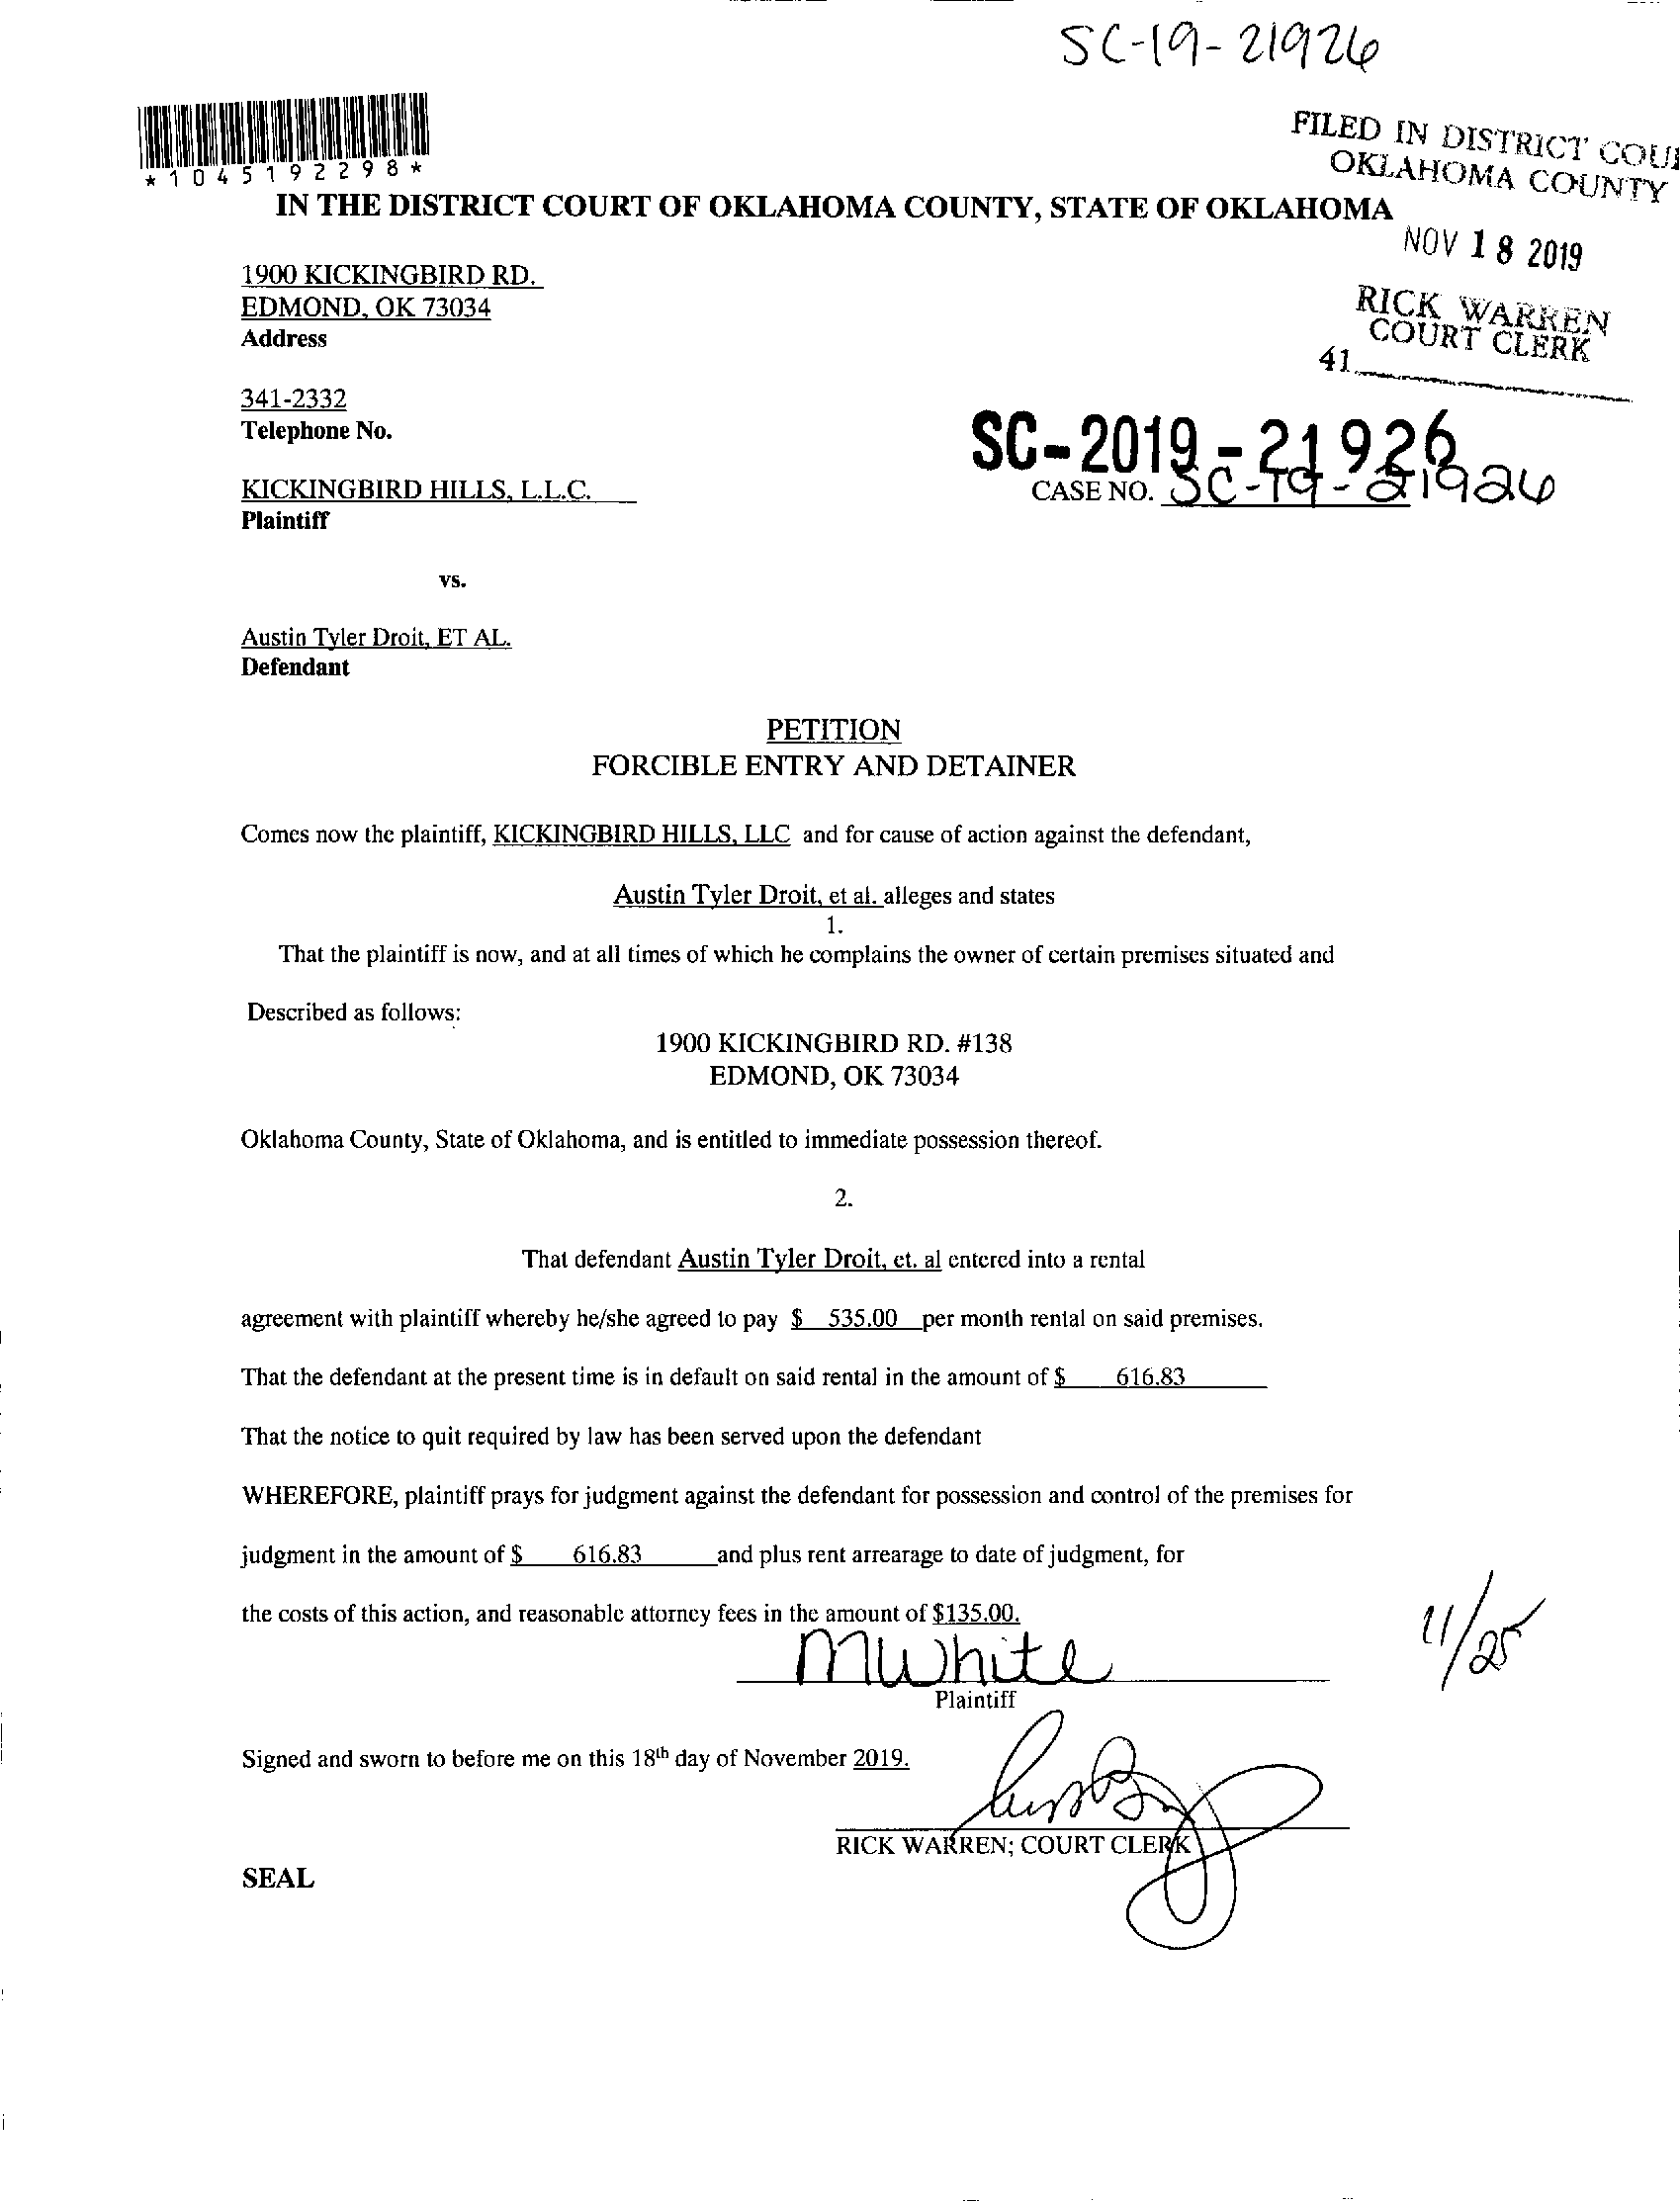 SC-19-21926
*1045192298*
FILED IN DISTRICT COU
OKLAHOMA COUNTY
IN THE DISTRICT COURT OF OKLAHOMA COUNTY, STATE OF OKLAHOMA
NOV 18 2019
1900 KICKINGBIRD RD.
EDMOND, OK 73034
Address
RICK WARREN
COURT CLERK
41
341-2332
Telephone No.
SC-2019-21926
KICKINGBIRD HILLS, L.L.C.
CASE NO. SC-19-21926
Plaintiff
vs.
Austin Tyler Droit, ET AL.
Defendant
PETITION
FORCIBLE ENTRY AND DETAINER
Comes now the plaintiff, KICKINGBIRD HILLS, LLC and for cause of action against the defendant,
Austin Tyler Droit, et al. alleges and states
1.
That the plaintiff is now, and at all times of which he complains the owner of certain premises situated and
Described as follows:
1900 KICKINGBIRD RD. #138
EDMOND, OK 73034
Oklahoma County, State of Oklahoma, and is entitled to immediate possession thereof.
2.
That defendant Austin Tyler Droit, et. al entered into a rental
agreement with plaintiff whereby he/she agreed to pay $ 535.00 per month rental on said premises.
That the defendant at the present time is in default on said rental in the amount of $ 616.83
That the notice to quit required by law has been served upon the defendant
WHEREFORE, plaintiff prays for judgment against the defendant for possession and control of the premises for
judgment in the amount of $ 616.83 and plus rent arrearage to date of judgment, for
the costs of this action, and reasonable attorney fees in the amount of $135.00.
11/25
MWhite
Plaintiff
Signed and sworn to before me on this 18th day of November 2019.
RICK WARREN; COURT CLERK
SEAL